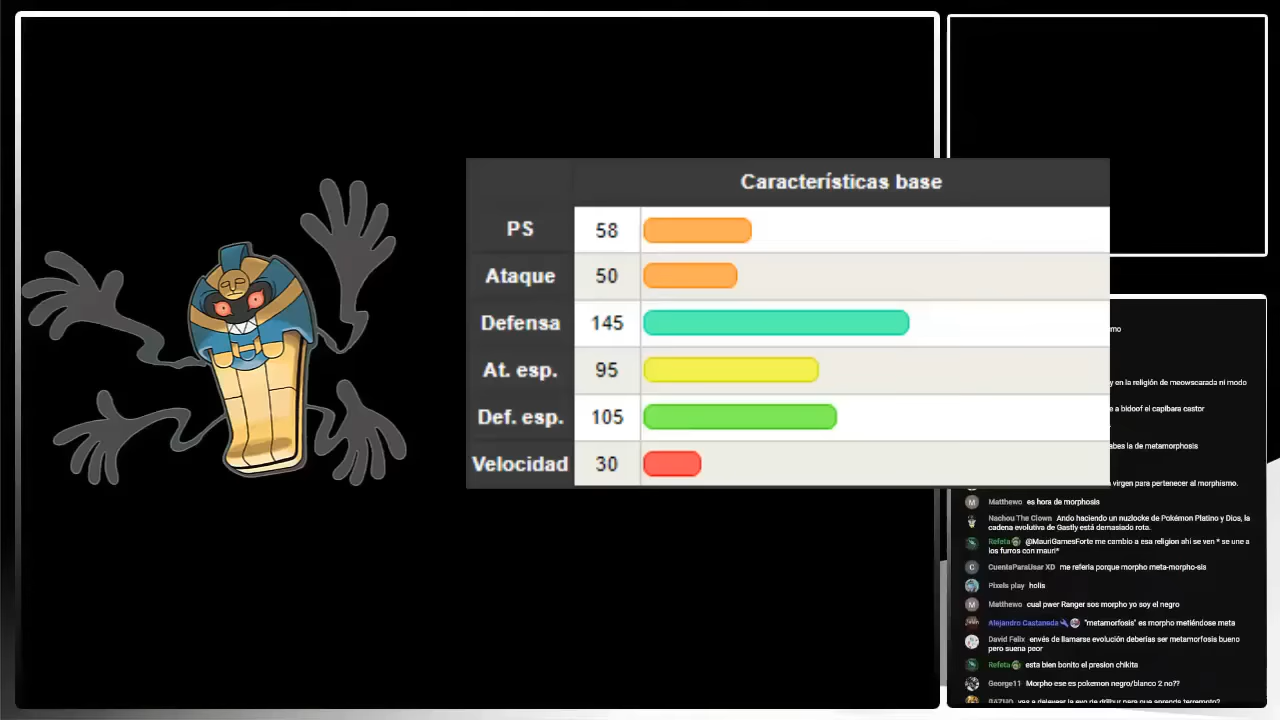 Características base
PS 58
Ataque 50
Defensa 145
At. esp. 95
Def. esp. 105
Velocidad 30
mo
y en la religión de meowscarada ni modo
e a bidoof el capibara castor
abes la de metamorphosis
virgen para pertenecer al morphismo.
M Matthewo es hora de morphosis
Nachou The Clown Ando haciendo un nuzlocke de Pokémon Platino y Dios, la
cadena evolutiva de Gastly está demasiado rota.
Refeta @MauriGamesForte me cambio a esa religion ahi se ven * se une a
los furros con mauri*
C CuentaParaUsar XD me referia porque morpho meta-morpho-sis
Pixels play holis
M Matthewo cual pwer Ranger sos morpho yo soy el negro
Alejandro Castaneda "metamorfosis" es morpho metiéndose meta
David Felix envés de llamarse evolución deberías ser metamorfosis bueno
pero suena peor
Refeta esta bien bonito el presion chikita
George11 Morpho ese es pokemon negro/blanco 2 no??